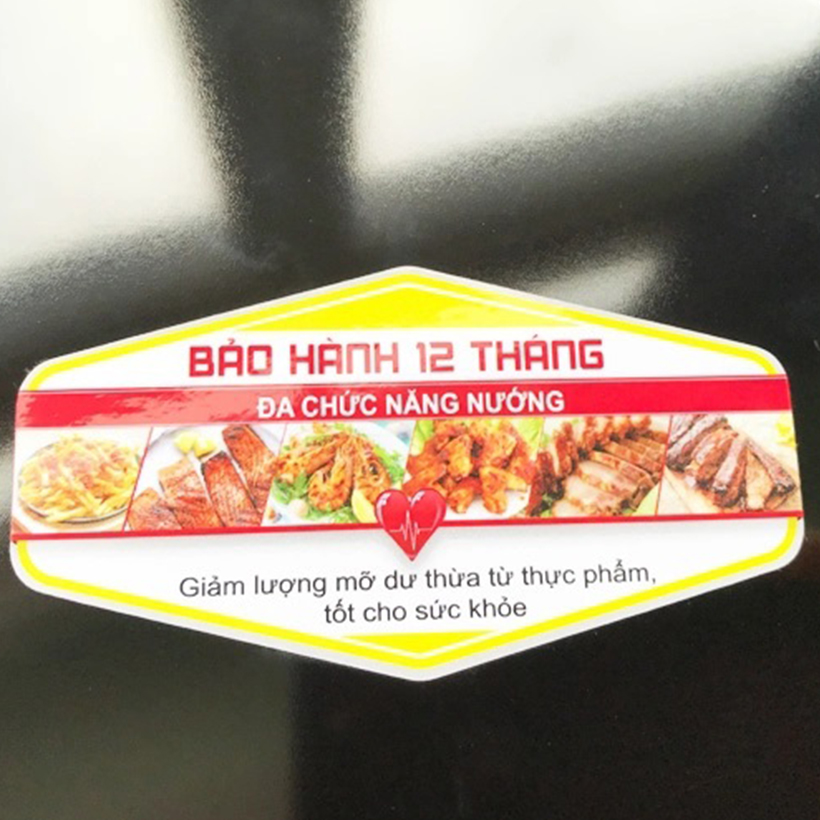 BẢO HÀNH 12 THÁNG
ĐA CHỨC NĂNG NƯỚNG
Giảm lượng mỡ dư thừa từ thực phẩm,
tốt cho sức khỏe